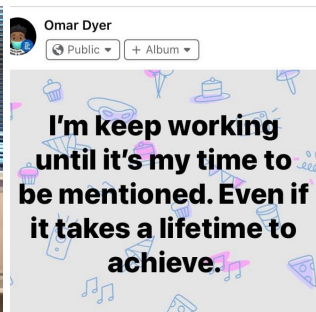 Omar Dyer
Public
+ Album
I'm keep working
until it's my time to
be mentioned. Even if
it takes a lifetime to
achieve.